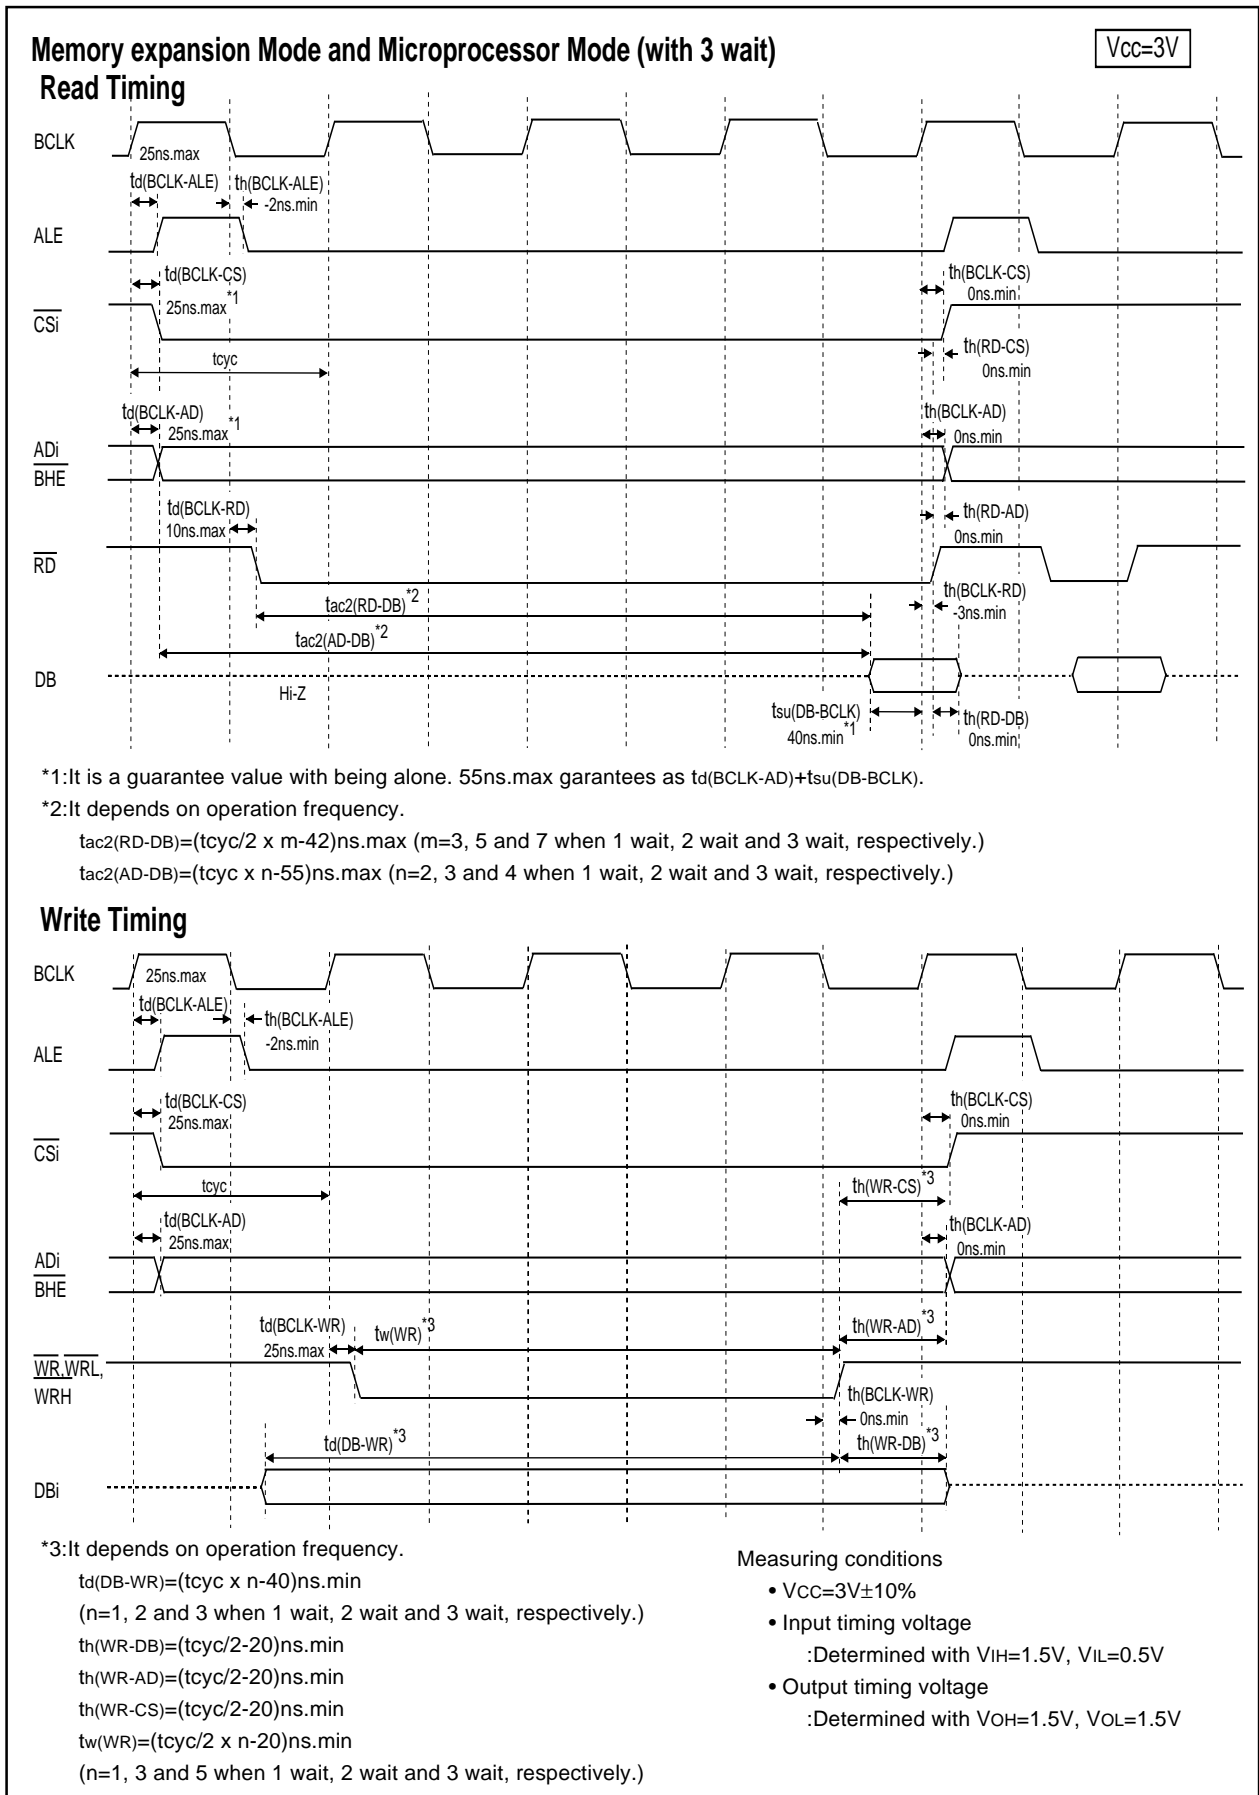 Memory expansion Mode and Microprocessor Mode (with 3 wait)
Vcc=3V
Read Timing
BCLK
25ns.max
td(BCLK-ALE)
th(BCLK-ALE)
-2ns.min
ALE
td(BCLK-CS)
25ns.max*1
th(BCLK-CS)
0ns.min
CSi
th(RD-CS)
0ns.min
tcyc
td(BCLK-AD)
25ns.max*1
th(BCLK-AD)
0ns.min
ADi
BHE
td(BCLK-RD)
10ns.max
th(RD-AD)
0ns.min
RD
th(BCLK-RD)
-3ns.min
tac2(RD-DB)*2
tac2(AD-DB)*2
DB
Hi-Z
tsu(DB-BCLK)
40ns.min*1
th(RD-DB)
0ns.min
*1:It is a guarantee value with being alone. 55ns.max garantees as td(BCLK-AD)+tsu(DB-BCLK).
*2:It depends on operation frequency.
tac2(RD-DB)=(tcyc/2 x m-42)ns.max (m=3, 5 and 7 when 1 wait, 2 wait and 3 wait, respectively.)
tac2(AD-DB)=(tcyc x n-55)ns.max (n=2, 3 and 4 when 1 wait, 2 wait and 3 wait, respectively.)
Write Timing
BCLK
25ns.max
td(BCLK-ALE)
th(BCLK-ALE)
-2ns.min
ALE
td(BCLK-CS)
25ns.max
th(BCLK-CS)
0ns.min
CSi
tcyc
th(WR-CS)*3
td(BCLK-AD)
25ns.max
th(BCLK-AD)
0ns.min
ADi
BHE
td(BCLK-WR)
25ns.max
tw(WR)*3
th(WR-AD)*3
WR,WRL,
WRH
th(BCLK-WR)
0ns.min
td(DB-WR)*3
th(WR-DB)*3
DBi
*3:It depends on operation frequency.
td(DB-WR)=(tcyc x n-40)ns.min
(n=1, 2 and 3 when 1 wait, 2 wait and 3 wait, respectively.)
th(WR-DB)=(tcyc/2-20)ns.min
th(WR-AD)=(tcyc/2-20)ns.min
th(WR-CS)=(tcyc/2-20)ns.min
tw(WR)=(tcyc/2 x n-20)ns.min
(n=1, 3 and 5 when 1 wait, 2 wait and 3 wait, respectively.)
Measuring conditions
• VCC=3V±10%
• Input timing voltage
:Determined with VIH=1.5V, VIL=0.5V
• Output timing voltage
:Determined with VOH=1.5V, VOL=1.5V